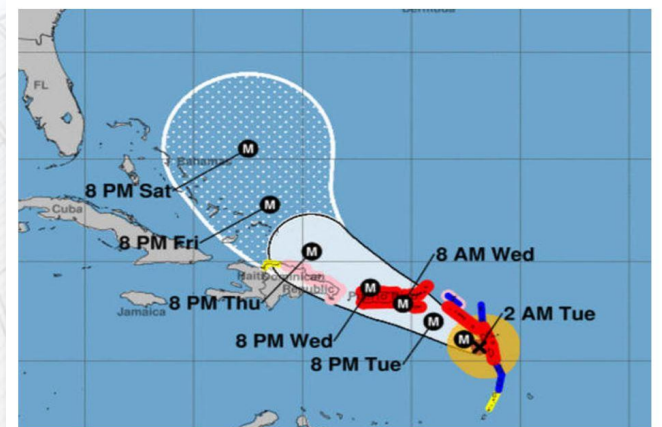 FL
Bahamas
M
8 PM Sat
Cuba
M
8 PM Fri
M
8 AM Wed
Haiti
Dominican
Republic
8 PM Thu
Jamaica
M
M
2 AM Tue
M
M
8 PM Wed
8 PM Tue